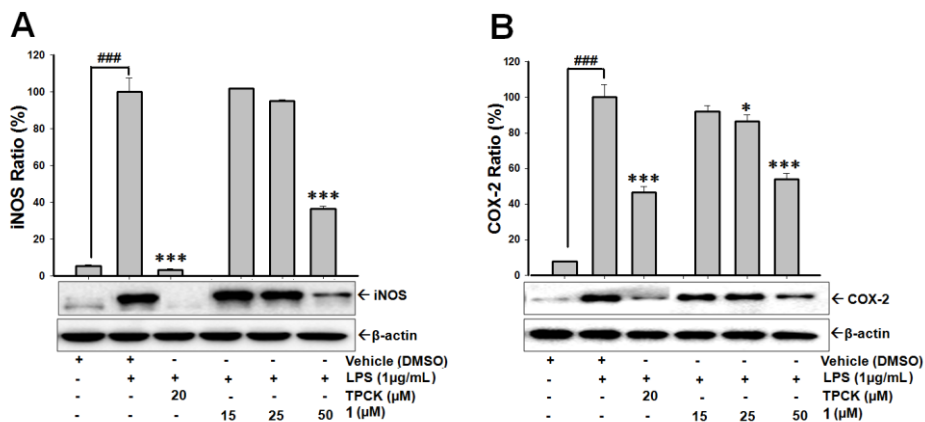 A
iNOS Ratio (%)
120
100
80
60
40
20
0
###
***
***
←iNOS
←β-actin
+ + - - - - Vehicle (DMSO)
- + + + + + LPS (1µg/mL)
- - 20 - - - TPCK (µM)
- - - 15 25 50 1 (µM)
B
COX-2 Ratio (%)
120
100
80
60
40
20
0
###
***
*
***
←COX-2
←β-actin
+ + - - - - Vehicle (DMSO)
- + + + + + LPS (1µg/mL)
- - 20 - - - TPCK (µM)
- - - 15 25 50 1 (µM)